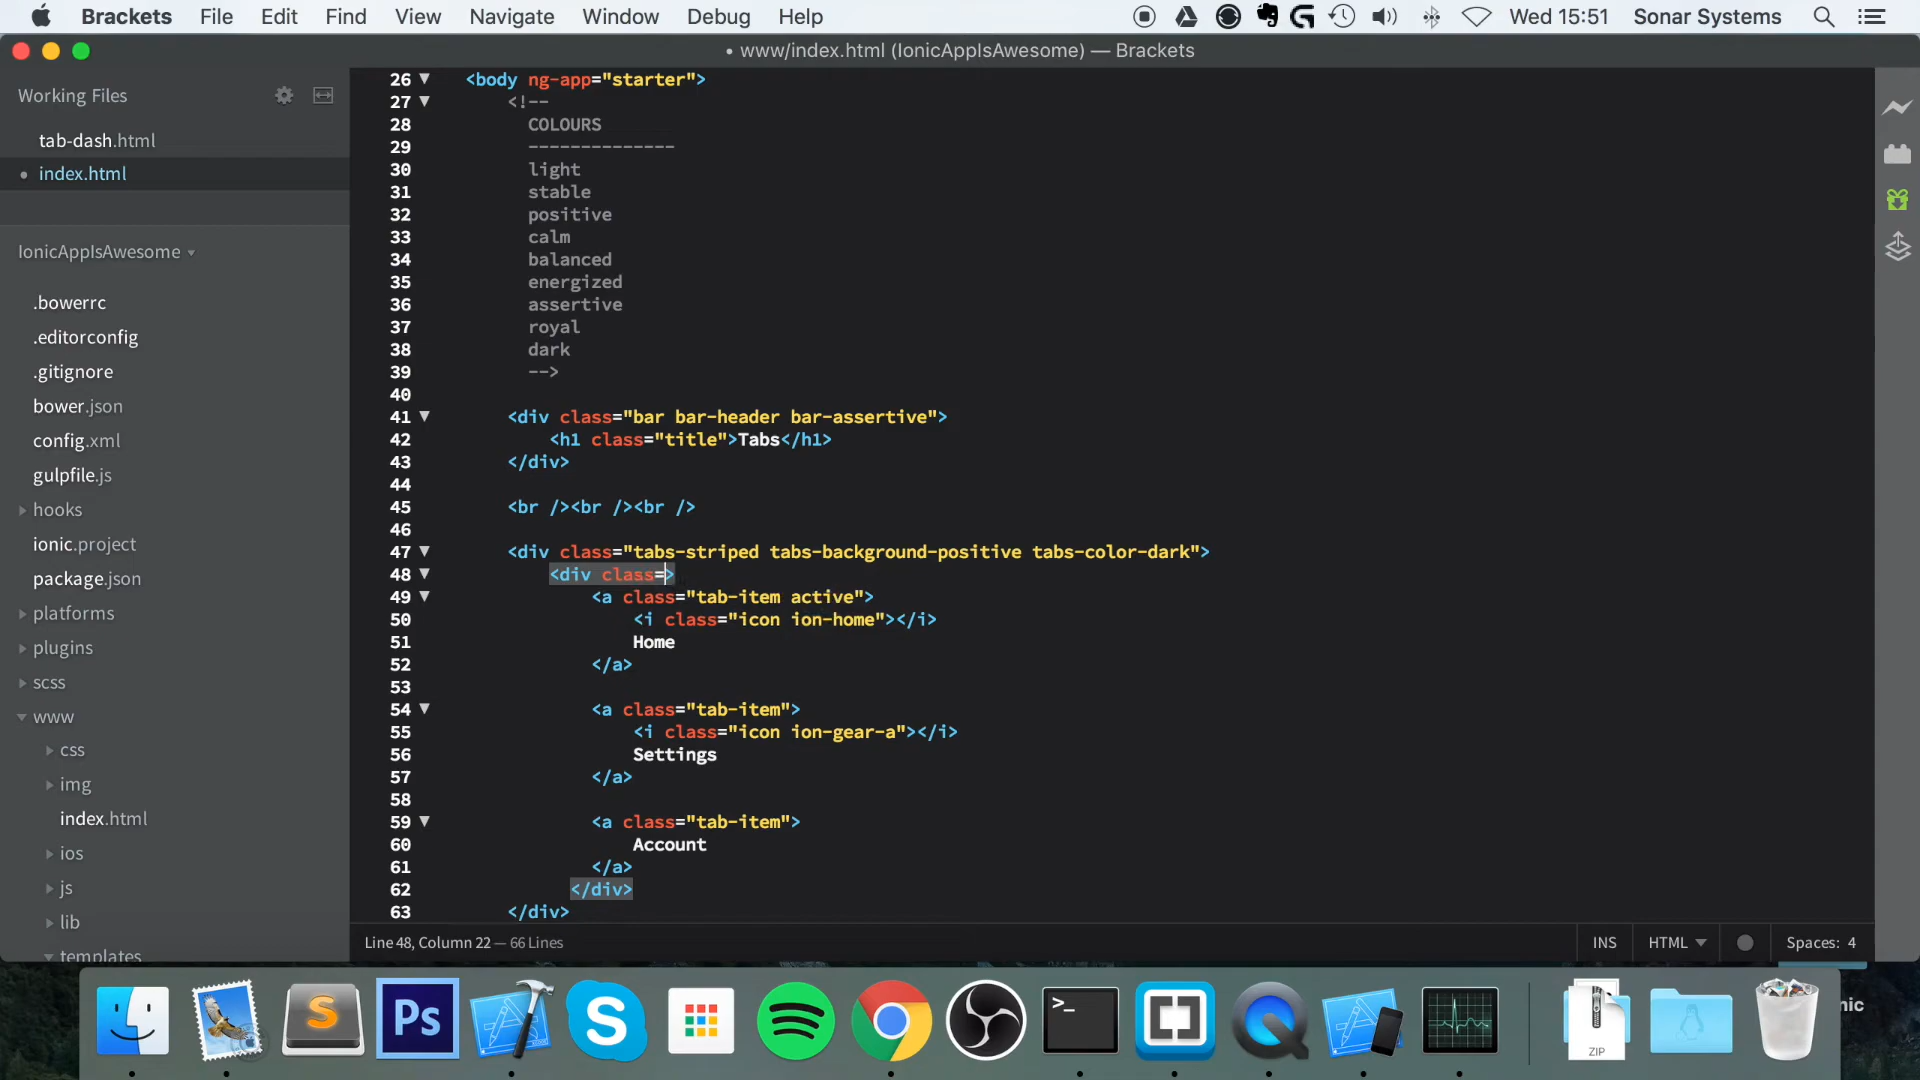 Brackets File Edit Find View Navigate Window Debug Help Wed 15:51 Sonar Systems
• www/index.html (IonicAppIsAwesome) — Brackets
Working Files
tab-dash.html
• index.html
IonicAppIsAwesome
.bowerrc
.editorconfig
.gitignore
bower.json
config.xml
gulpfile.js
hooks
ionic.project
package.json
platforms
plugins
scss
www
css
img
index.html
ios
js
lib
templates
26 <body ng-app="starter">
27 <!--
28 COLOURS
29 --------------
30 light
31 stable
32 positive
33 calm
34 balanced
35 energized
36 assertive
37 royal
38 dark
39 -->
40
41 <div class="bar bar-header bar-assertive">
42 <h1 class="title">Tabs</h1>
43 </div>
44
45 <br /><br /><br />
46
47 <div class="tabs-striped tabs-background-positive tabs-color-dark">
48 <div class=>
49 <a class="tab-item active">
50 <i class="icon ion-home"></i>
51 Home
52 </a>
53
54 <a class="tab-item">
55 <i class="icon ion-gear-a"></i>
56 Settings
57 </a>
58
59 <a class="tab-item">
60 Account
61 </a>
62 </div>
63 </div>
Line 48, Column 22 — 66 Lines
INS HTML Spaces: 4
S Ps S >_ ZIP nic